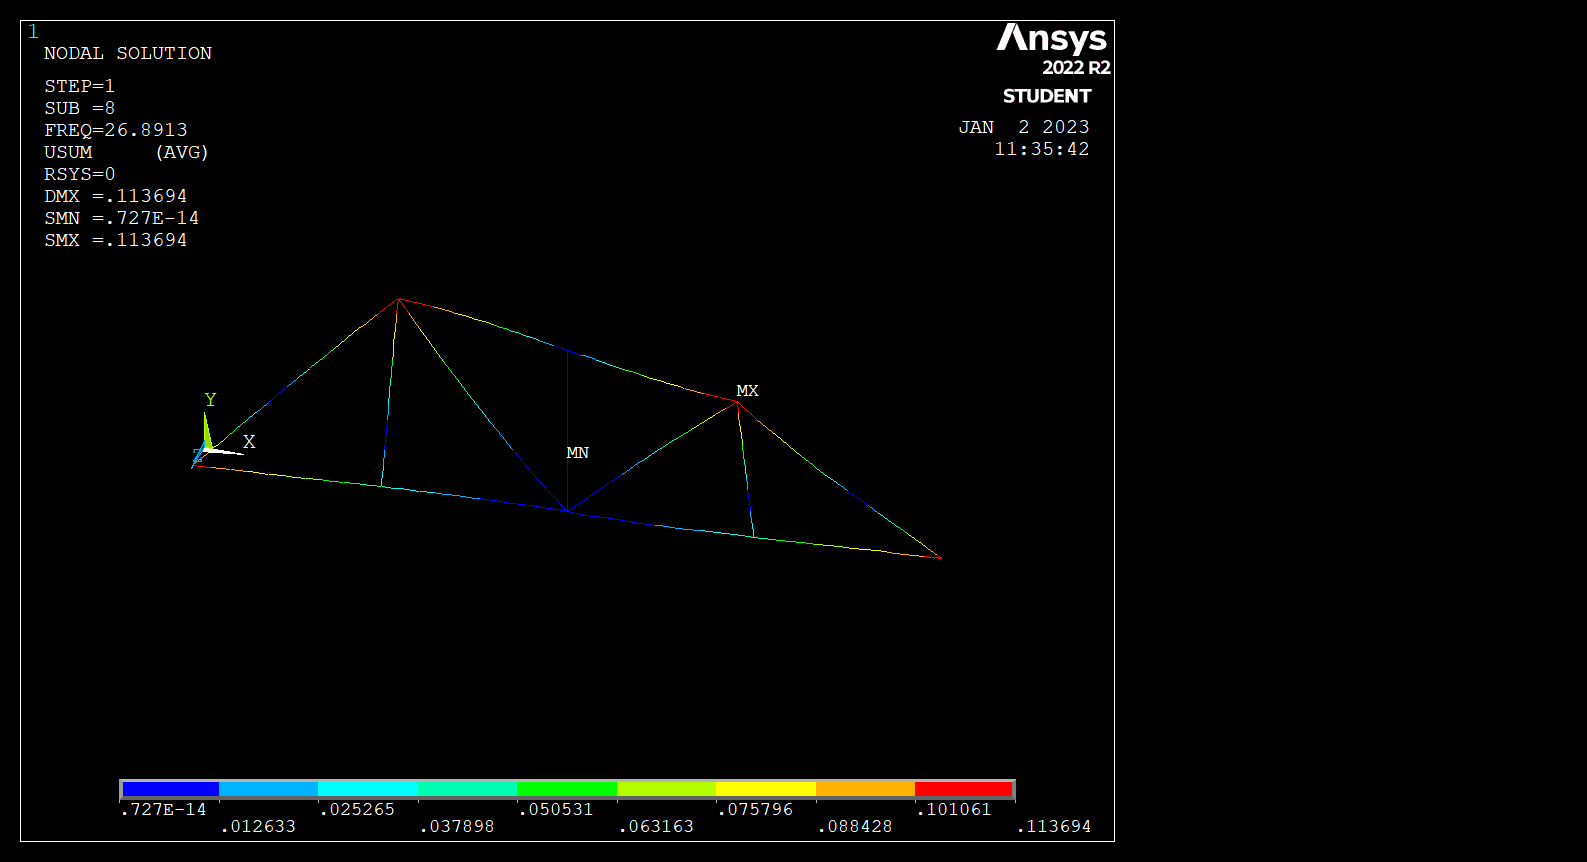 1
NODAL SOLUTION
STEP=1
SUB =8
FREQ=26.8913
USUM     (AVG)
RSYS=0
DMX =.113694
SMN =.727E-14
SMX =.113694
Ansys
2022 R2
STUDENT
JAN  2 2023
11:35:42
MX
Y
X
MN
.727E-14 .025265 .050531 .075796 .101061
.012633 .037898 .063163 .088428 .113694